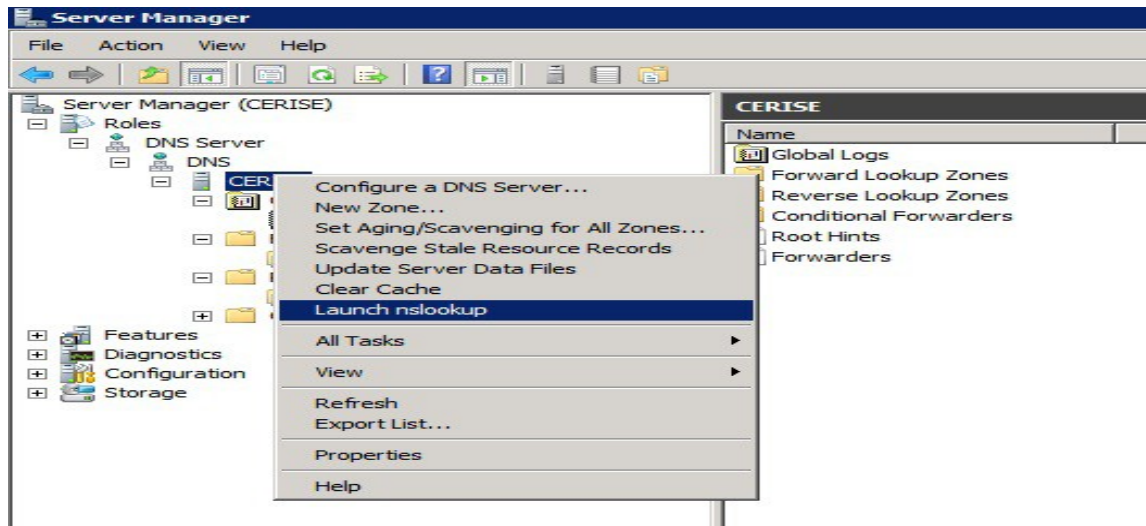 Server Manager
File Action View Help
Server Manager (CERISE)
Roles
DNS Server
DNS
CER
Features
Diagnostics
Configuration
Storage
Configure a DNS Server...
New Zone...
Set Aging/Scavenging for All Zones...
Scavenge Stale Resource Records
Update Server Data Files
Clear Cache
Launch nslookup
All Tasks
View
Refresh
Export List...
Properties
Help
CERISE
Name
Global Logs
Forward Lookup Zones
Reverse Lookup Zones
Conditional Forwarders
Root Hints
Forwarders